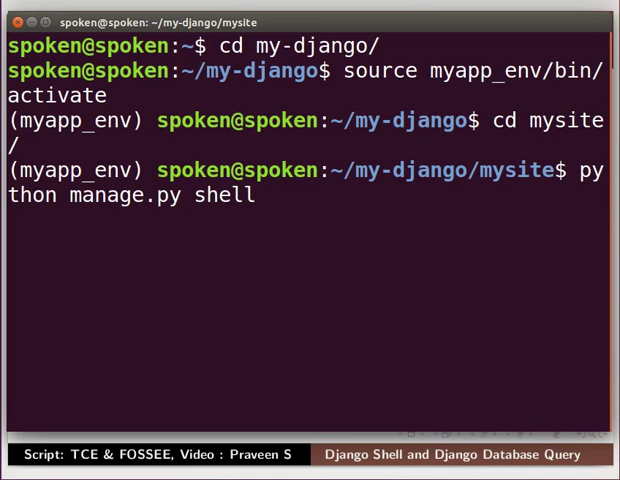 spoken@spoken: ~/my-django/mysite
spoken@spoken:~$ cd my-django/
spoken@spoken:~/my-django$ source myapp_env/bin/
activate
(myapp_env) spoken@spoken:~/my-django$ cd mysite
/
(myapp_env) spoken@spoken:~/my-django/mysite$ py
thon manage.py shell
Script: TCE & FOSSEE, Video : Praveen S
Django Shell and Django Database Query